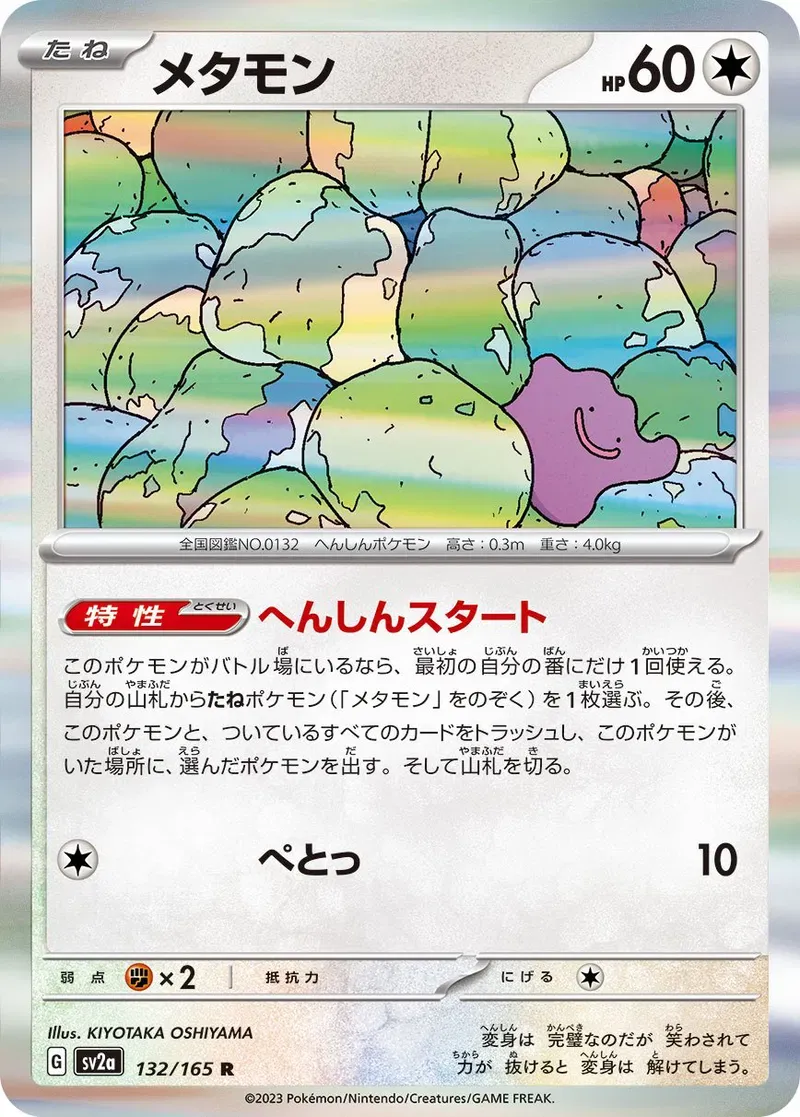 たね
メタモン
HP60
全国図鑑NO.0132 へんしんポケモン 高さ:0.3m 重さ:4.0kg
特性 とくせい へんしんスタート
このポケモンがバトル場にいるなら、最初の自分の番にだけ1回使える。
自分の山札からたねポケモン(「メタモン」をのぞく)を1枚選ぶ。その後、
このポケモンと、ついているすべてのカードをトラッシュし、このポケモンが
いた場所に、選んだポケモンを出す。そして山札を切る。
ぺとっ 10
弱点 ×2 抵抗力 にげる
Illus. KIYOTAKA OSHIYAMA
G sv2a 132/165 R
変身は 完璧なのだが 笑わされて
力が 抜けると 変身は 解けてしまう。
©2023 Pokémon/Nintendo/Creatures/GAME FREAK.